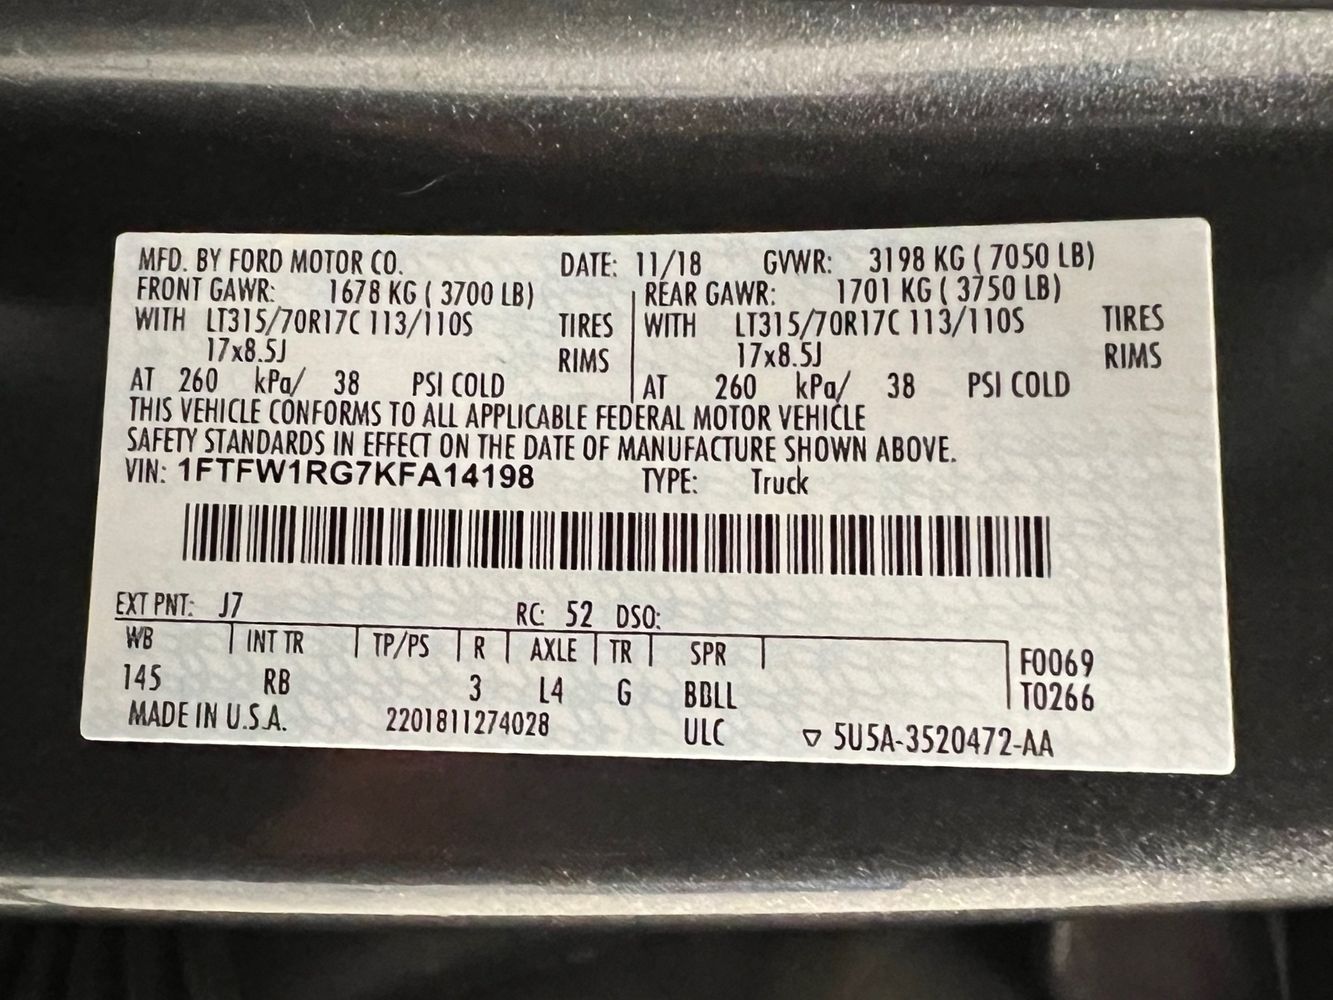 MFD. BY FORD MOTOR CO. DATE: 11/18 GVWR: 3198 KG ( 7050 LB)
FRONT GAWR: 1678 KG ( 3700 LB) REAR GAWR: 1701 KG ( 3750 LB)
WITH LT315/70R17C 113/110S TIRES WITH LT315/70R17C 113/110S TIRES
17x8.5J RIMS 17x8.5J RIMS
AT 260 kPa/ 38 PSI COLD AT 260 kPa/ 38 PSI COLD
THIS VEHICLE CONFORMS TO ALL APPLICABLE FEDERAL MOTOR VEHICLE
SAFETY STANDARDS IN EFFECT ON THE DATE OF MANUFACTURE SHOWN ABOVE.
VIN: 1FTFW1RG7KFA14198 TYPE: Truck
EXT PNT: J7 RC: 52 DSO:
WB INT TR TP/PS R AXLE TR SPR F0069
145 RB 3 L4 G BDLL T0266
MADE IN U.S.A. 2201811274028 ULC ▽ 5U5A-3520472-AA